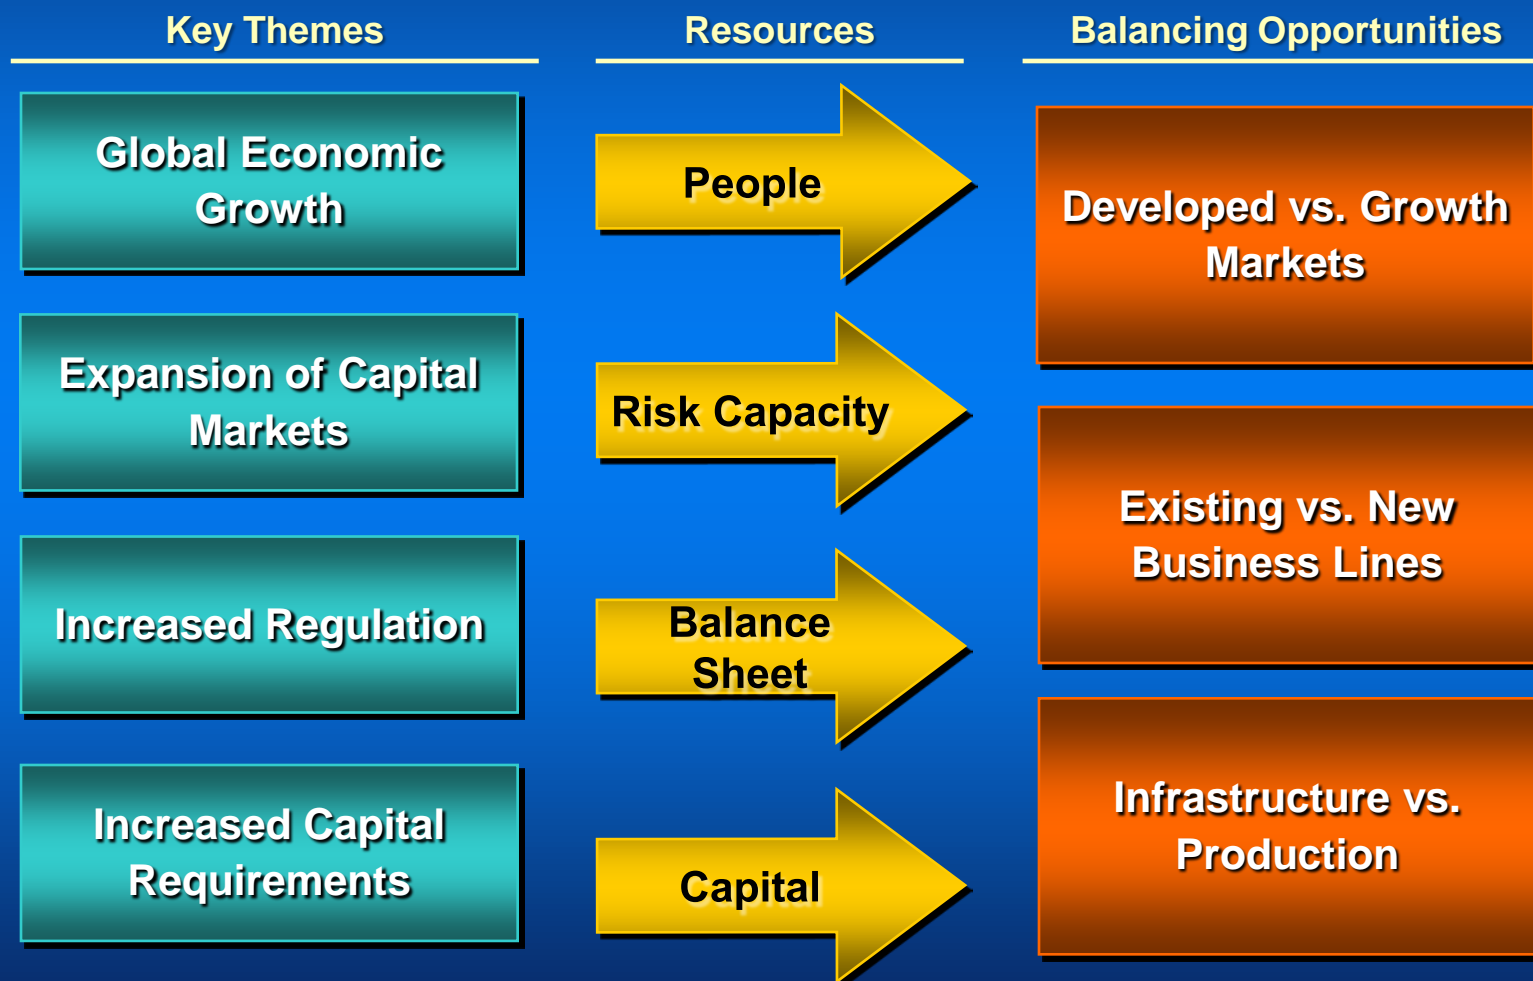 Key Themes
Resources
Balancing Opportunities
Global Economic
Growth
Expansion of Capital
Markets
Increased Regulation
Increased Capital
Requirements
People
Risk Capacity
Balance
Sheet
Capital
Developed vs. Growth
Markets
Existing vs. New
Business Lines
Infrastructure vs.
Production